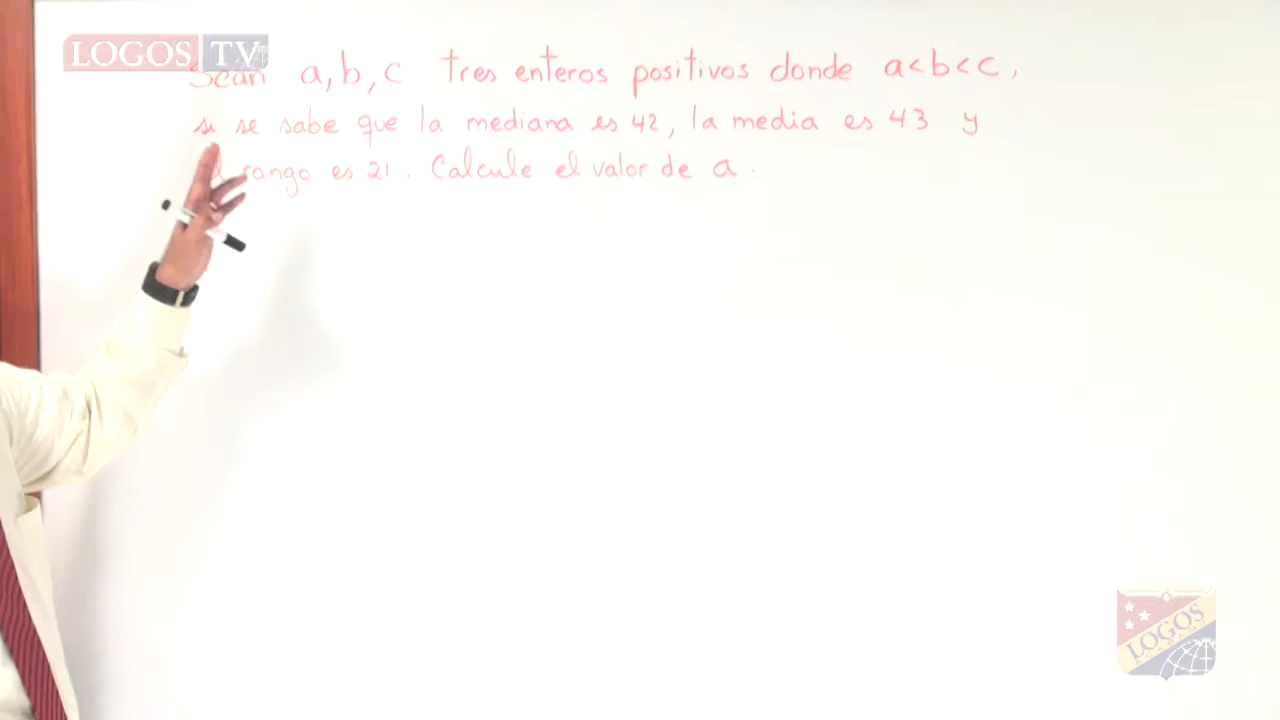 LOGOS TV
Sean a, b, c tres enteros positivos donde a < b < c,
si se sabe que la mediana es 42, la media es 43 y
rango es 21. Calcule el valor de a.
LOGOS